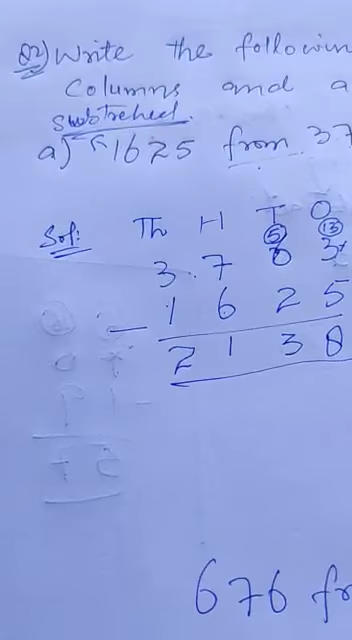 Q2) Write the followin
columns and a
subtrehed.
a) 1625 from 37
Sol: Th H T O
5 13
3 7 6 3
- 1 6 2 5
2 1 3 8
676 fr